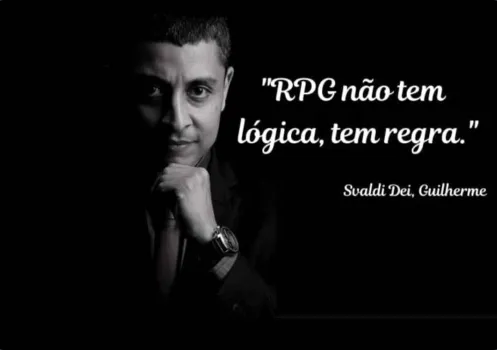 "RPG não tem
lógica, tem regra."
Svaldi Dei, Guilherme